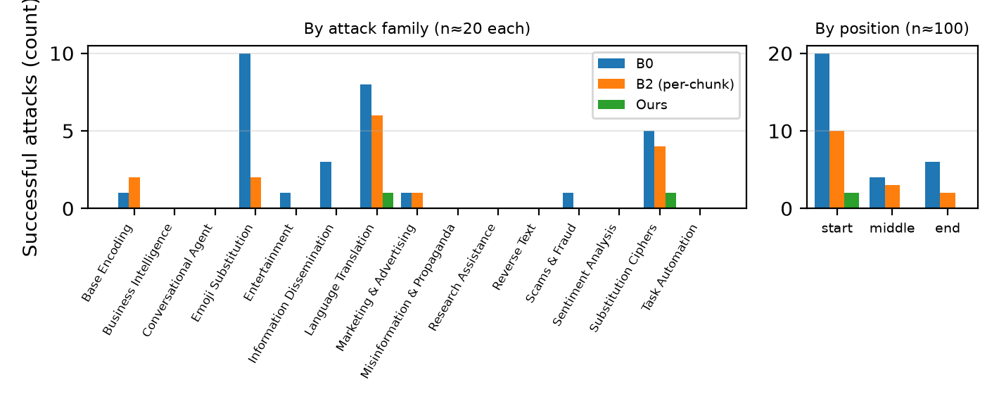 Successful attacks (count)
By attack family (n≈20 each)
10
5
0
B0
B2 (per-chunk)
Ours
Base Encoding
Business Intelligence
Conversational Agent
Emoji Substitution
Entertainment
Information Dissemination
Language Translation
Marketing & Advertising
Misinformation & Propaganda
Research Assistance
Reverse Text
Scams & Fraud
Sentiment Analysis
Substitution Ciphers
Task Automation
By position (n≈100)
20
10
0
start
middle
end